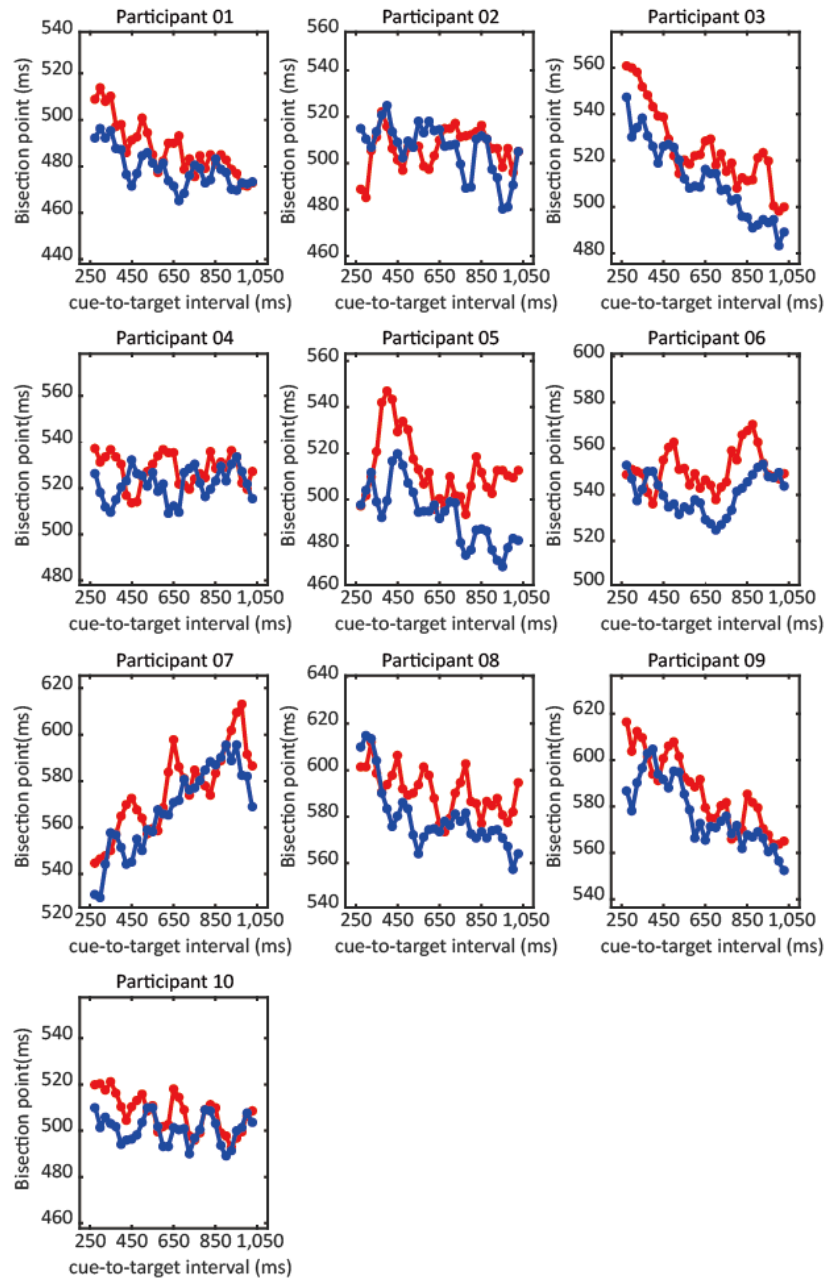 Participant 01
Participant 02
Participant 03
Bisection point (ms)
540
520
500
480
460
440
250 450 650 850 1,050
cue-to-target interval (ms)
Bisection point (ms)
560
540
520
500
480
460
250 450 650 850 1,050
cue-to-target interval (ms)
Bisection point (ms)
560
540
520
500
480
250 450 650 850 1,050
cue-to-target interval (ms)
Participant 04
Participant 05
Participant 06
Bisection point(ms)
560
540
520
500
480
250 450 650 850 1,050
cue-to-target interval (ms)
Bisection point(ms)
560
540
520
500
480
460
250 450 650 850 1,050
cue-to-target interval (ms)
Bisection point(ms)
600
580
560
540
520
500
250 450 650 850 1,050
cue-to-target interval (ms)
Participant 07
Participant 08
Participant 09
Bisection point(ms)
620
600
580
560
540
520
250 450 650 850 1,050
cue-to-target interval (ms)
Bisection point(ms)
640
620
600
580
560
540
250 450 650 850 1,050
cue-to-target interval (ms)
Bisection point(ms)
620
600
580
560
540
250 450 650 850 1,050
cue-to-target interval (ms)
Participant 10
Bisection point(ms)
540
520
500
480
460
250 450 650 850 1,050
cue-to-target interval (ms)